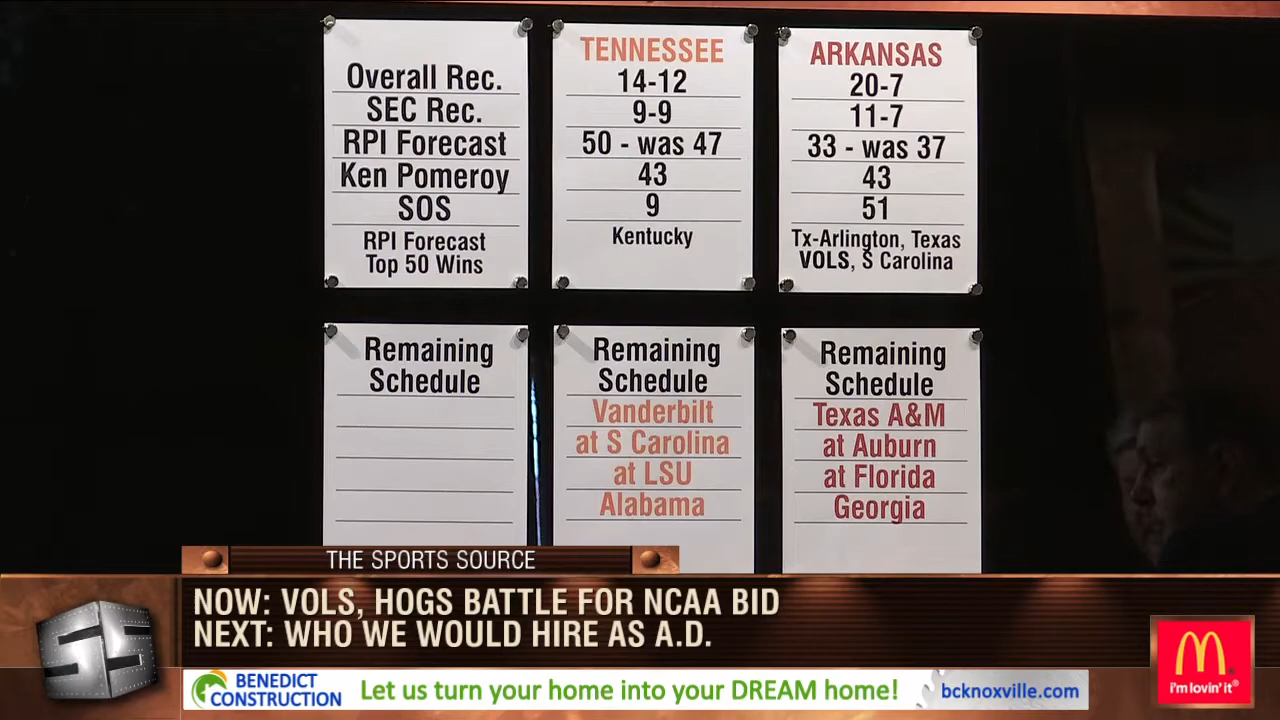 Overall Rec.
SEC Rec.
RPI Forecast
Ken Pomeroy
SOS
RPI Forecast
Top 50 Wins
TENNESSEE
14-12
9-9
50 - was 47
43
9
Kentucky
ARKANSAS
20-7
11-7
33 - was 37
43
51
Tx-Arlington, Texas
VOLS, S Carolina
Remaining
Schedule
Remaining
Schedule
Vanderbilt
at S Carolina
at LSU
Alabama
Remaining
Schedule
Texas A&M
at Auburn
at Florida
Georgia
THE SPORTS SOURCE
NOW: VOLS, HOGS BATTLE FOR NCAA BID
NEXT: WHO WE WOULD HIRE AS A.D.
SS
BENEDICT
CONSTRUCTION
Let us turn your home into your DREAM home!
bcknoxville.com
M
i'm lovin' it®